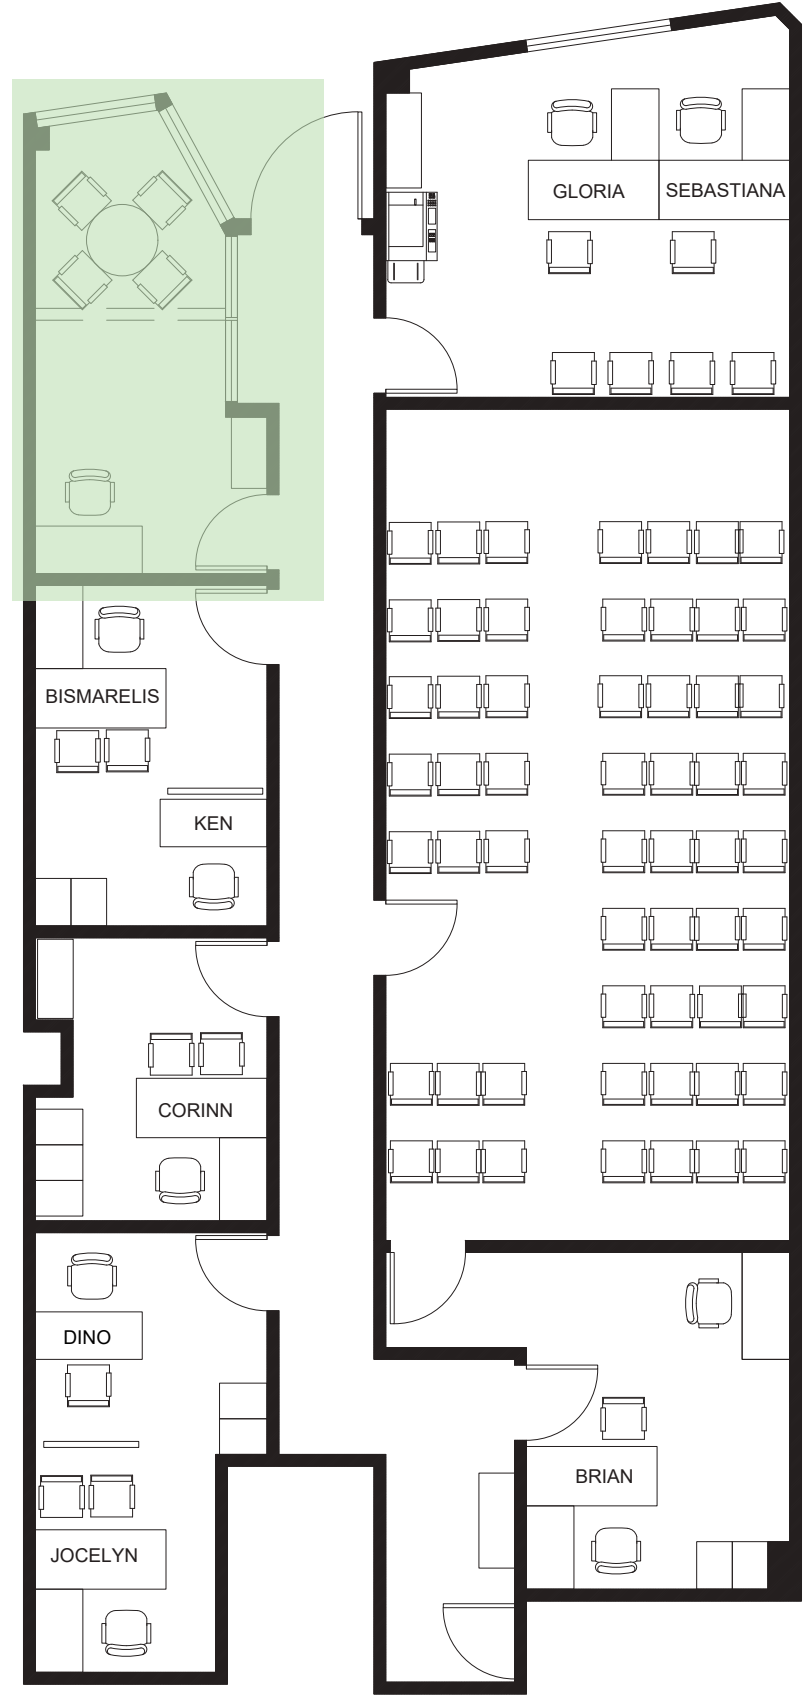 GLORIA
SEBASTIANA
BISMARELIS
KEN
CORINN
DINO
BRIAN
JOCELYN